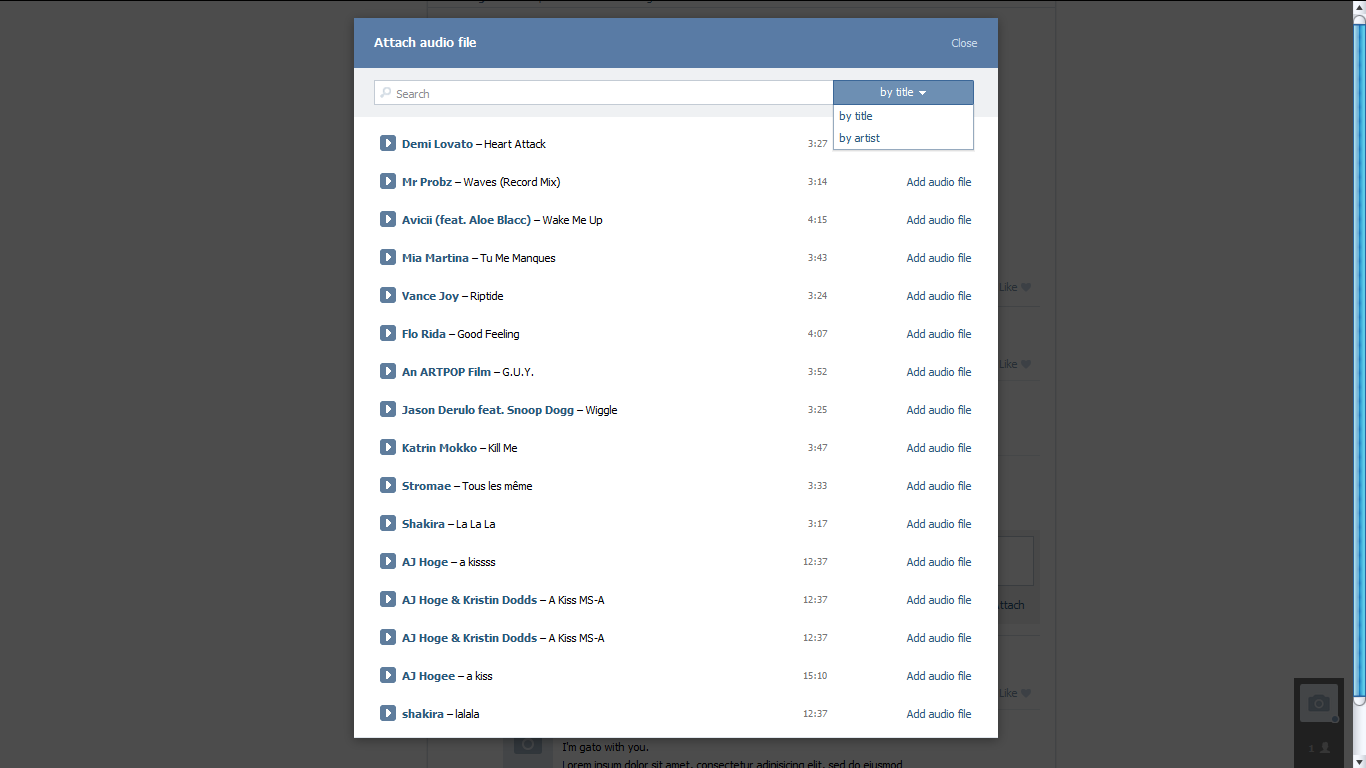 Attach audio file Close
Search by title
by title
by artist
Demi Lovato – Heart Attack 3:27
Mr Probz – Waves (Record Mix) 3:14 Add audio file
Avicii (feat. Aloe Blacc) – Wake Me Up 4:15 Add audio file
Mia Martina – Tu Me Manques 3:43 Add audio file
Like
Vance Joy – Riptide 3:24 Add audio file
Flo Rida – Good Feeling 4:07 Add audio file
Like
An ARTPOP Film – G.U.Y. 3:52 Add audio file
Jason Derulo feat. Snoop Dogg – Wiggle 3:25 Add audio file
Katrin Mokko – Kill Me 3:47 Add audio file
Stromae – Tous les même 3:33 Add audio file
Shakira – La La La 3:17 Add audio file
AJ Hoge – a kissss 12:37 Add audio file
AJ Hoge & Kristin Dodds – A Kiss MS-A 12:37 Add audio file
ttach
AJ Hoge & Kristin Dodds – A Kiss MS-A 12:37 Add audio file
AJ Hogee – a kiss 15:10 Add audio file
Like
shakira – lalala 12:37 Add audio file
I'm gato with you.
1
Lorem ipsum dolor sit amet, consectetur adipisicing elit, sed do eiusmod